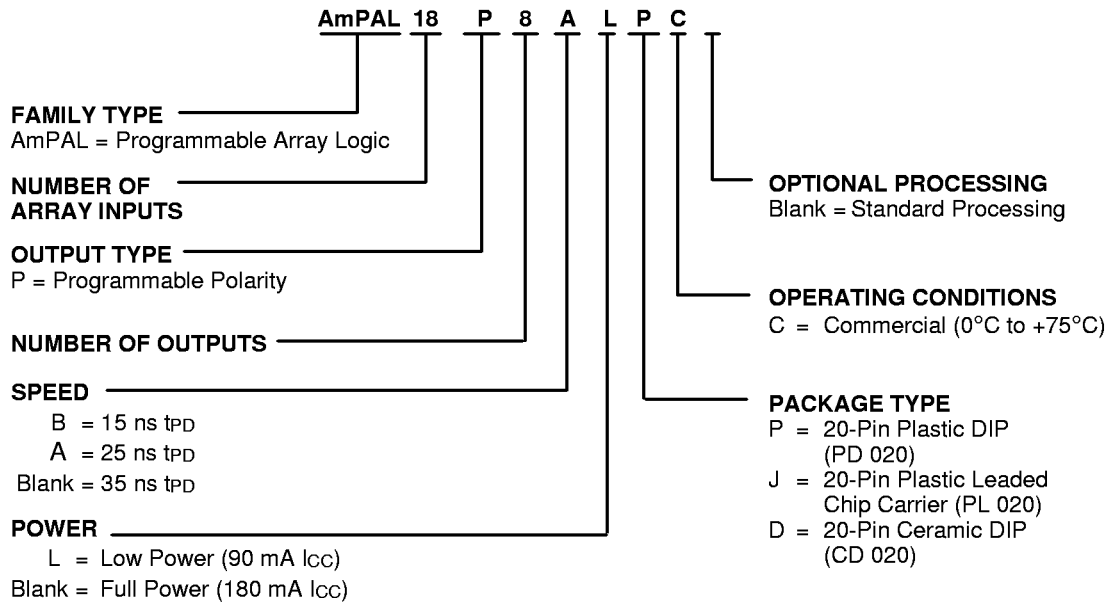 AmPAL 18 P 8 A L P C
FAMILY TYPE
AmPAL = Programmable Array Logic
NUMBER OF
ARRAY INPUTS
OUTPUT TYPE
P = Programmable Polarity
NUMBER OF OUTPUTS
SPEED
B = 15 ns tPD
A = 25 ns tPD
Blank = 35 ns tPD
POWER
L = Low Power (90 mA ICC)
Blank = Full Power (180 mA ICC)
OPTIONAL PROCESSING
Blank = Standard Processing
OPERATING CONDITIONS
C = Commercial (0°C to +75°C)
PACKAGE TYPE
P = 20-Pin Plastic DIP
(PD 020)
J = 20-Pin Plastic Leaded
Chip Carrier (PL 020)
D = 20-Pin Ceramic DIP
(CD 020)